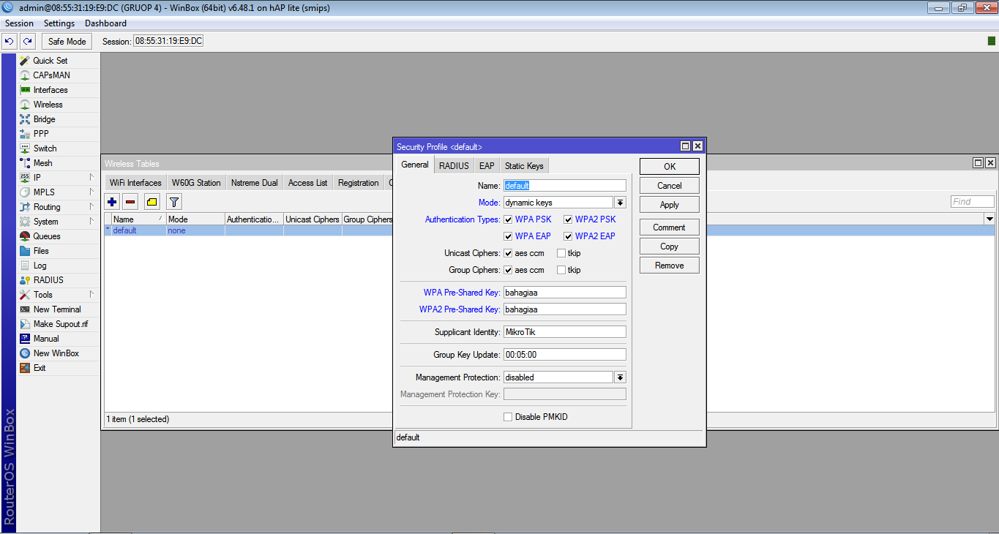 admin@08:55:31:19:E9:DC (GRUOP 4) - WinBox (64bit) v6.48.1 on hAP lite (smips)
Session Settings Dashboard
Safe Mode Session: 08:55:31:19:E9:DC
Quick Set
CAPsMAN
Interfaces
Wireless
Bridge
PPP
Switch
Mesh
IP
MPLS
Routing
System
Queues
Files
Log
RADIUS
Tools
New Terminal
Make Supout.rif
Manual
New WinBox
Exit
RouterOS WinBox
Wireless Tables
WiFi Interfaces W60G Station Nstreme Dual Access List Registration
Find
Name Mode Authenticatio... Unicast Ciphers Group Ciphers
* default none
1 item (1 selected)
Security Profile <default>
General RADIUS EAP Static Keys
Name: default
Mode: dynamic keys
Authentication Types: WPA PSK WPA2 PSK
WPA EAP WPA2 EAP
Unicast Ciphers: aes ccm tkip
Group Ciphers: aes ccm tkip
WPA Pre-Shared Key: bahagiaa
WPA2 Pre-Shared Key: bahagiaa
Supplicant Identity: MikroTik
Group Key Update: 00:05:00
Management Protection: disabled
Management Protection Key:
Disable PMKID
default
OK
Cancel
Apply
Comment
Copy
Remove